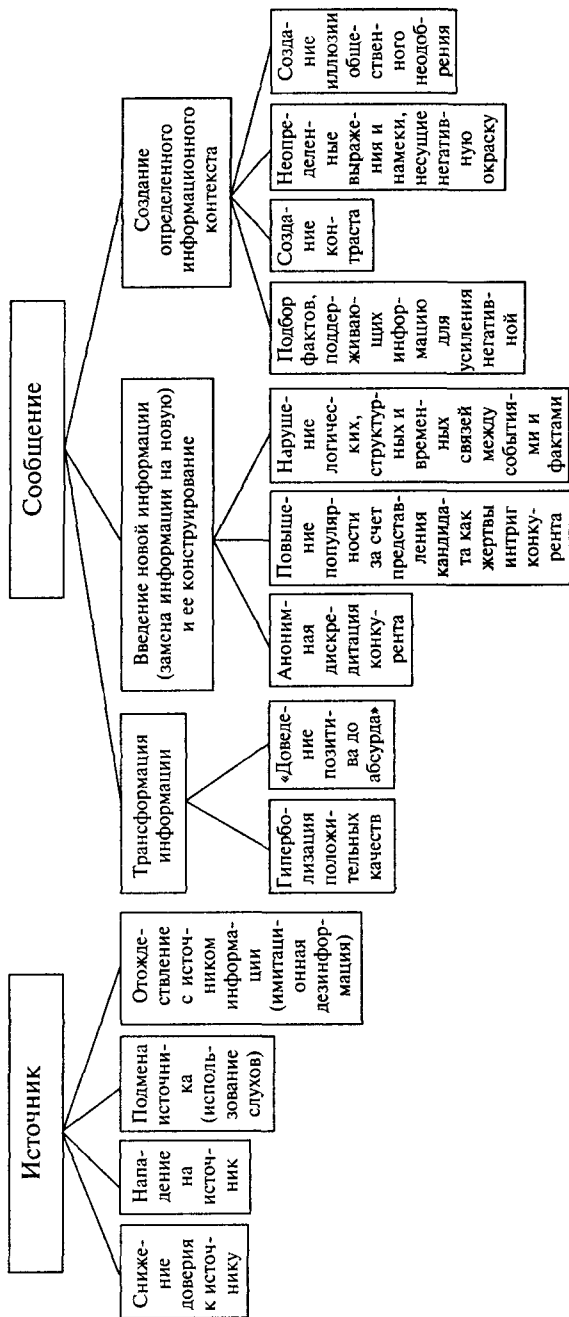 Источник
Сниже-
ние
доверия
к источ-
нику
Напа-
дение
на
источ-
ник
Подмена
источни-
ка
(исполь-
зование
слухов)
Отожде-
ствление
с источ-
ником
информа-
ции
(имитаци-
онная
дезинфор-
мация)
Сообщение
Трансформация
информации
Гипербо-
лизация
положи-
тельных
качеств
«Доведе-
ние
позити-
ва до
абсурда»
Введение новой информации
(замена информации на новую)
и ее конструирование
Аноним-
ная
дискре-
дитация
конку-
рента
Повыше-
ние
популяр-
ности
за счет
представ-
ления
кандида-
та как
жертвы
интриг
конку-
рента
Наруше-
ние
логичес-
ких,
структур-
ных и
времен-
ных
связей
между
события-
ми и
фактами
Создание
определенного
информационного
контекста
Подбор
фактов,
поддер-
живаю-
щих
инфор-
мацию
для
усиления
негатив-
ной
Созда-
ние
кон-
траста
Неопре-
делен-
ные
выраже-
ния и
намеки,
несущие
негатив-
ную
окраску
Созда-
ние
иллюзии
обще-
ствен-
ного
неодоб-
рения